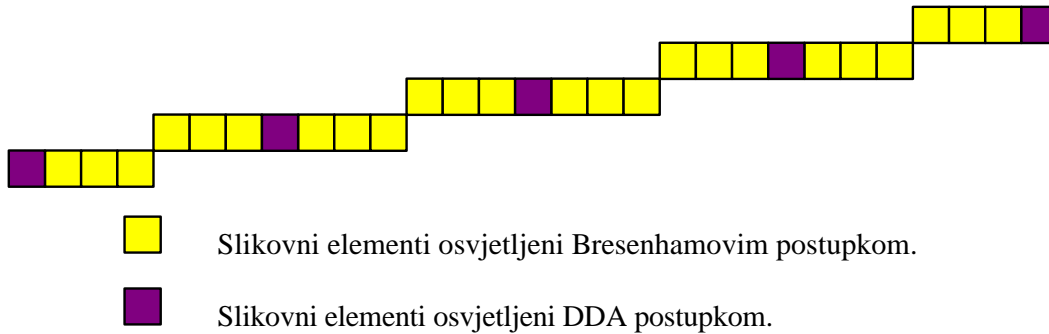 Slikovni elementi osvjetljeni Bresenhamovim postupkom.
Slikovni elementi osvjetljeni DDA postupkom.